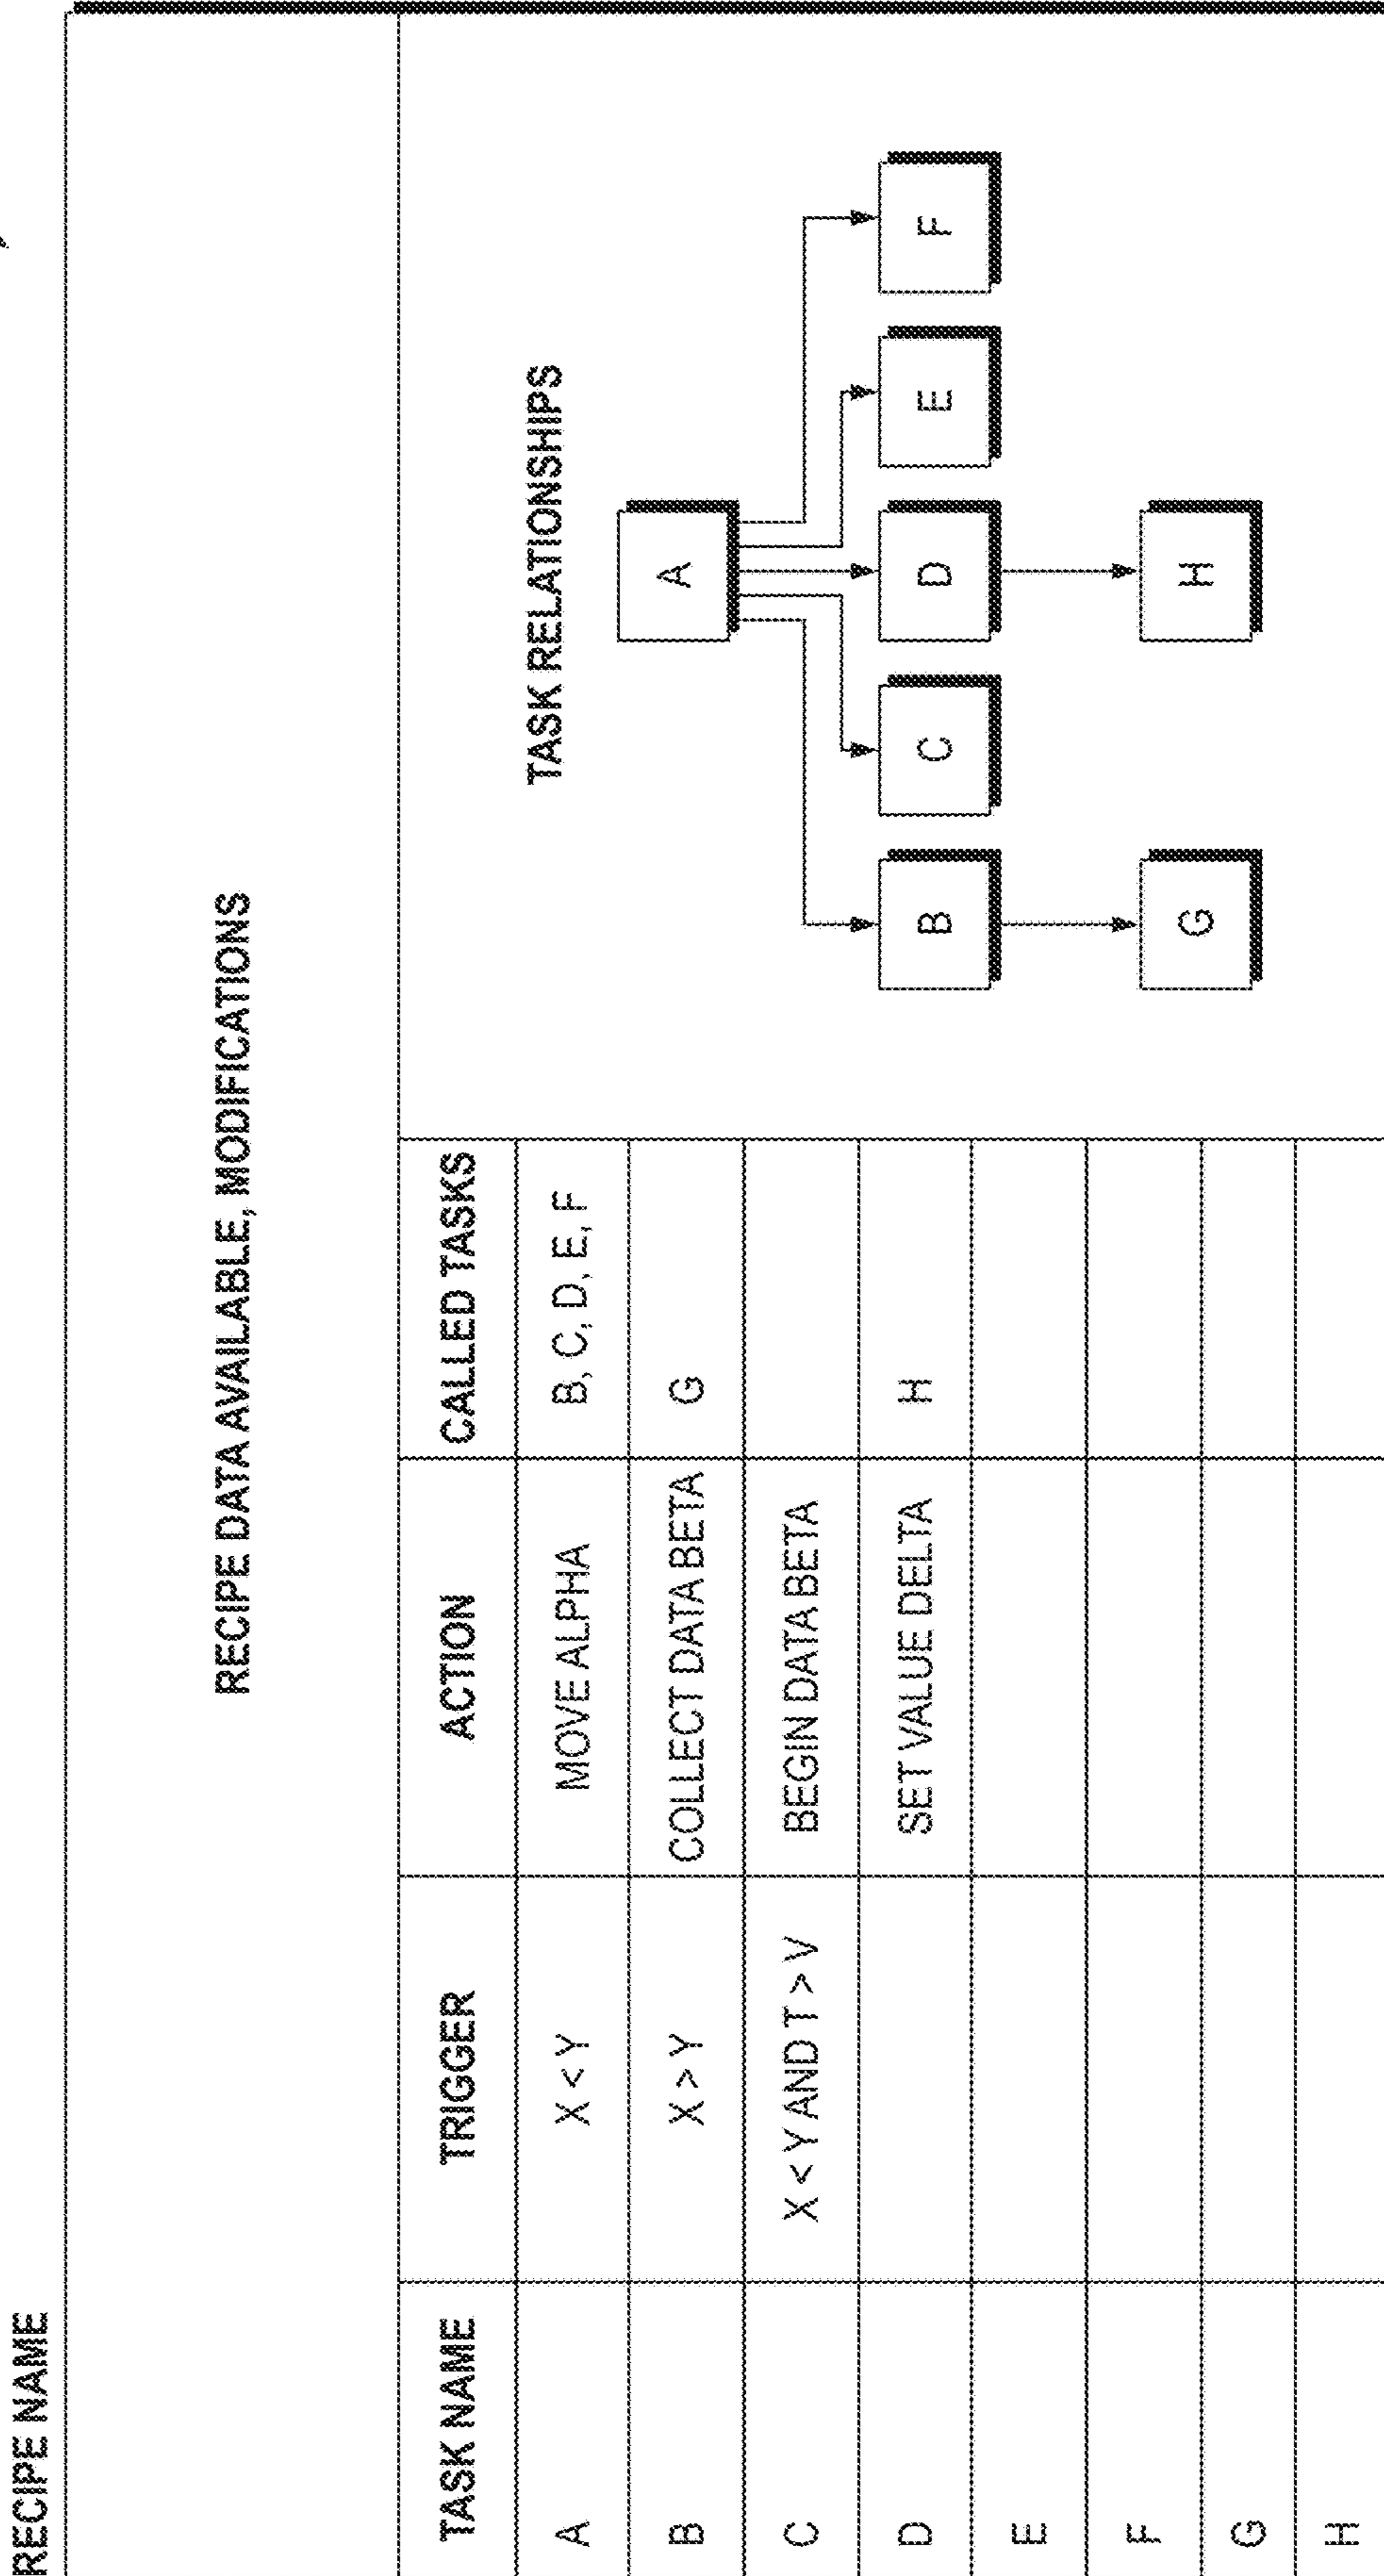 RECIPE NAME
RECIPE DATA AVAILABLE, MODIFICATIONS
TASK NAME TRIGGER ACTION CALLED TASKS
A X < Y MOVE ALPHA B, C, D, E, F
B X > Y COLLECT DATA BETA G
C X < Y AND T > V BEGIN DATA BETA
D SET VALUE DELTA H
E
F
G
H
TASK RELATIONSHIPS
A
B C D E F
G H